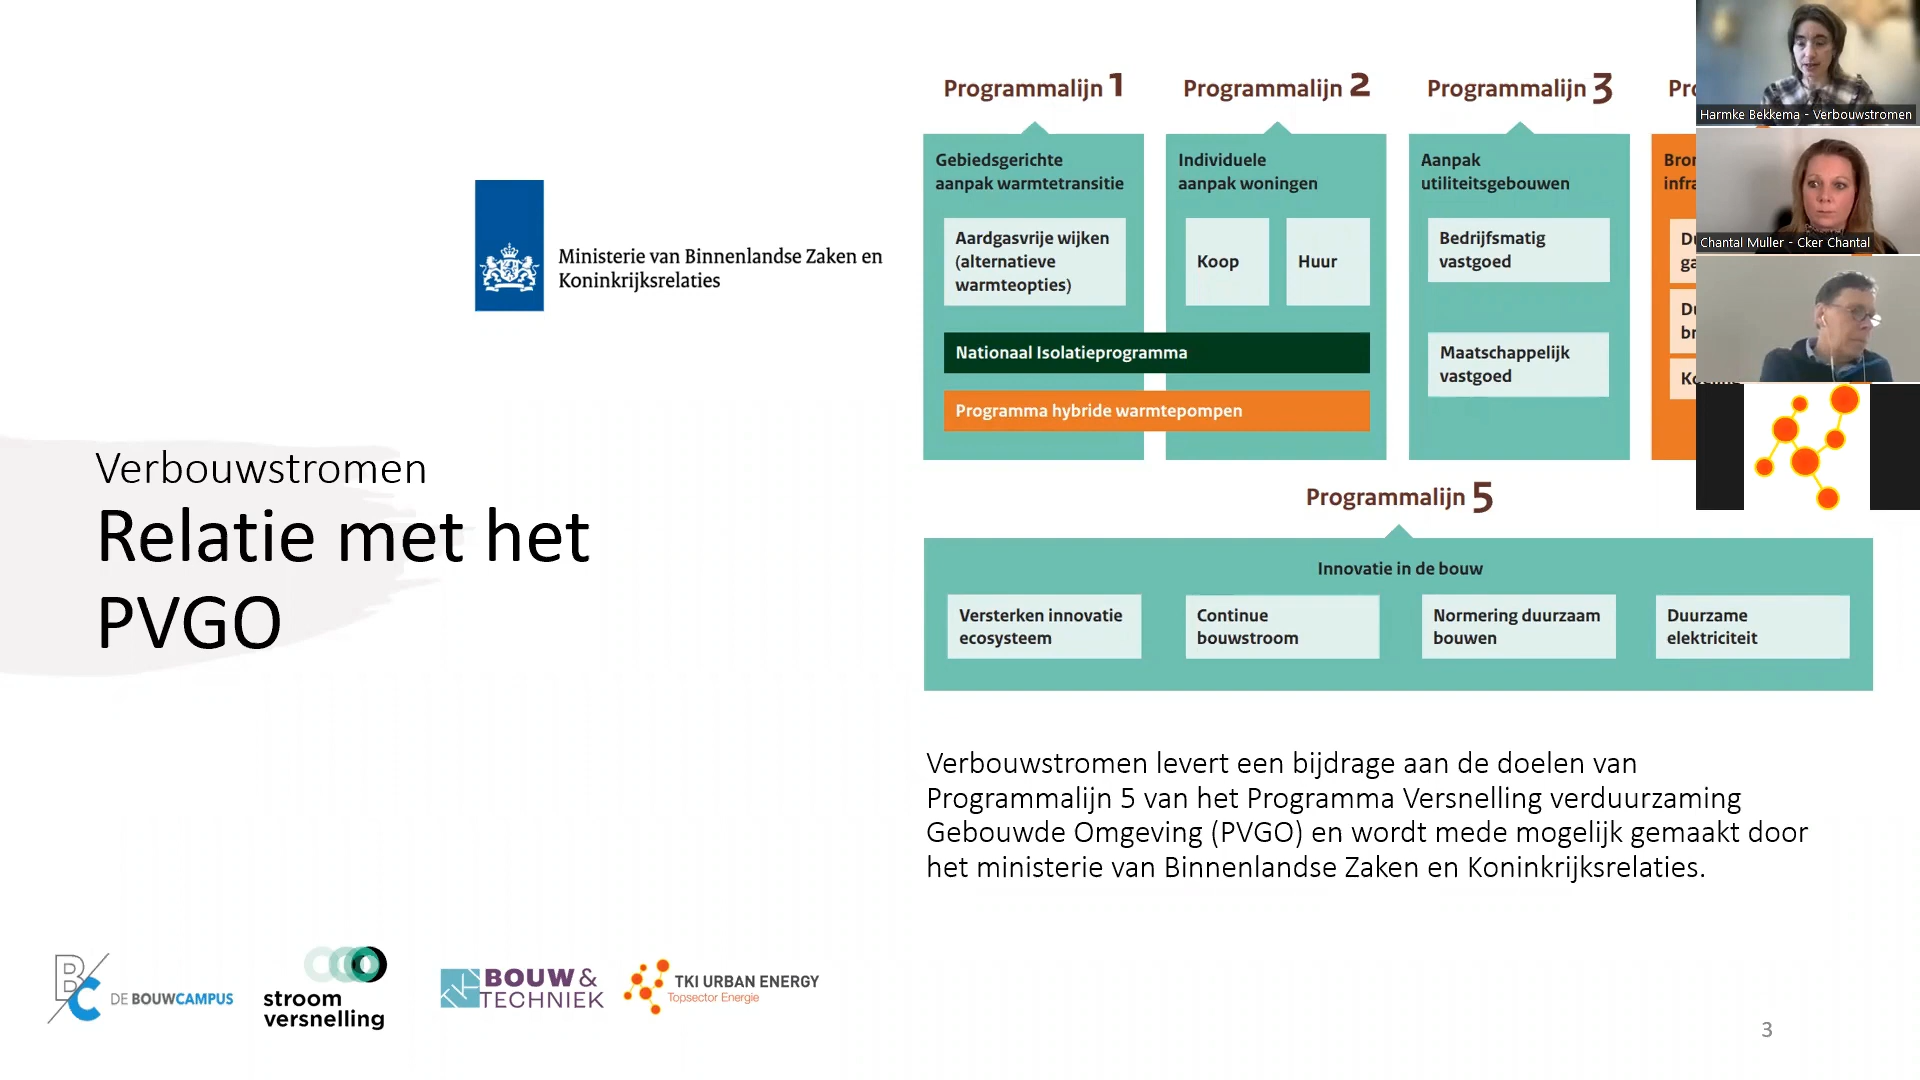 Programmalijn 1
Programmalijn 2
Programmalijn 3
Gebiedsgerichte
aanpak warmtetransitie
Aardgasvrije wijken
(alternatieve
warmteopties)
Individuele
aanpak woningen
Koop
Huur
Nationaal Isolatieprogramma
Programma hybride warmtepompen
Aanpak
utiliteitsgebouwen
Bedrijfsmatig
vastgoed
Maatschappelijk
vastgoed
Harmke Bekkema - Verbouwstromen
Chantal Muller - Cker Chantal
Ministerie van Binnenlandse Zaken en
Koninkrijksrelaties
Verbouwstromen
Relatie met het
PVGO
Programmalijn 5
Innovatie in de bouw
Versterken innovatie
ecosysteem
Continue
bouwstroom
Normering duurzaam
bouwen
Duurzame
elektriciteit
Verbouwstromen levert een bijdrage aan de doelen van
Programmalijn 5 van het Programma Versnelling verduurzaming
Gebouwde Omgeving (PVGO) en wordt mede mogelijk gemaakt door
het ministerie van Binnenlandse Zaken en Koninkrijksrelaties.
BC DE BOUWCAMPUS
stroom
versnelling
BOUW &
TECHNIEK
TKI URBAN ENERGY
Topsector Energie
3